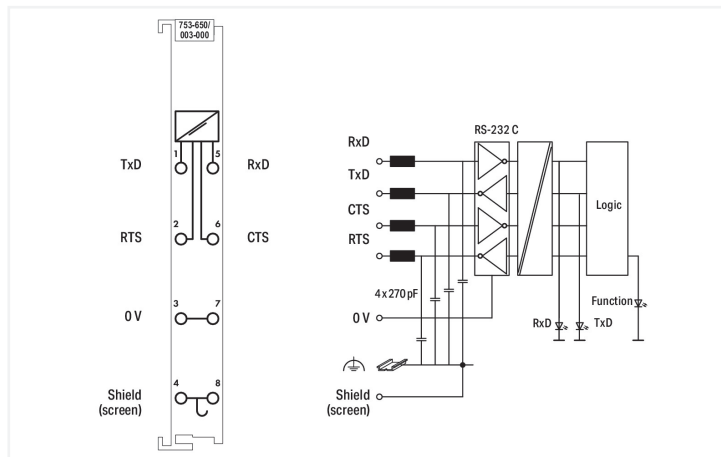 753-650/
003-000
1 5
TxD RxD
2 6
RTS CTS
3 7
0 V
4 8
Shield
(screen)
RS-232 C
RxD
TxD
CTS
RTS
Logic
4 x 270 pF
Function
0 V
RxD TxD
Shield
(screen)